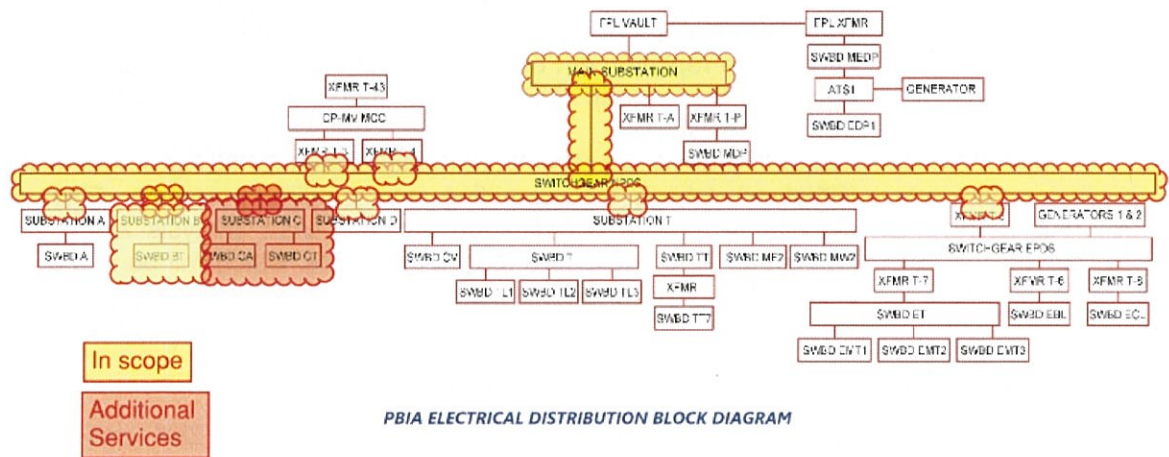 FPL VAULT
FPL XFMR
MAIN SUBSTATION
SWBD MEDP
XFMR T-43
ATS1
GENERATOR
CP-MV MCC
XFMR T-A
XFMR T-P
SWBD EDP1
SWBD MDP
SUBSTATION A
SUBSTATION B
SUBSTATION C
SUBSTATION D
SUBSTATION T
GENERATORS 1 & 2
SWBD A
SWBD BT
SWBD CA
SWBD CT
SWBD CV
SWBD T
SWBD TT
SWBD ME2
SWBD MW2
SWITCHGEAR EPDS
SWBD TL1
SWBD TL2
SWBD TL3
XFMR
XFMR T-7
XFMR T-6
XFMR T-8
SWBD TT7
SWBD ET
SWBD EBL
SWBD ECL
SWBD EMT1
SWBD EMT2
SWBD EMT3
In scope
Additional
Services
PBIA ELECTRICAL DISTRIBUTION BLOCK DIAGRAM